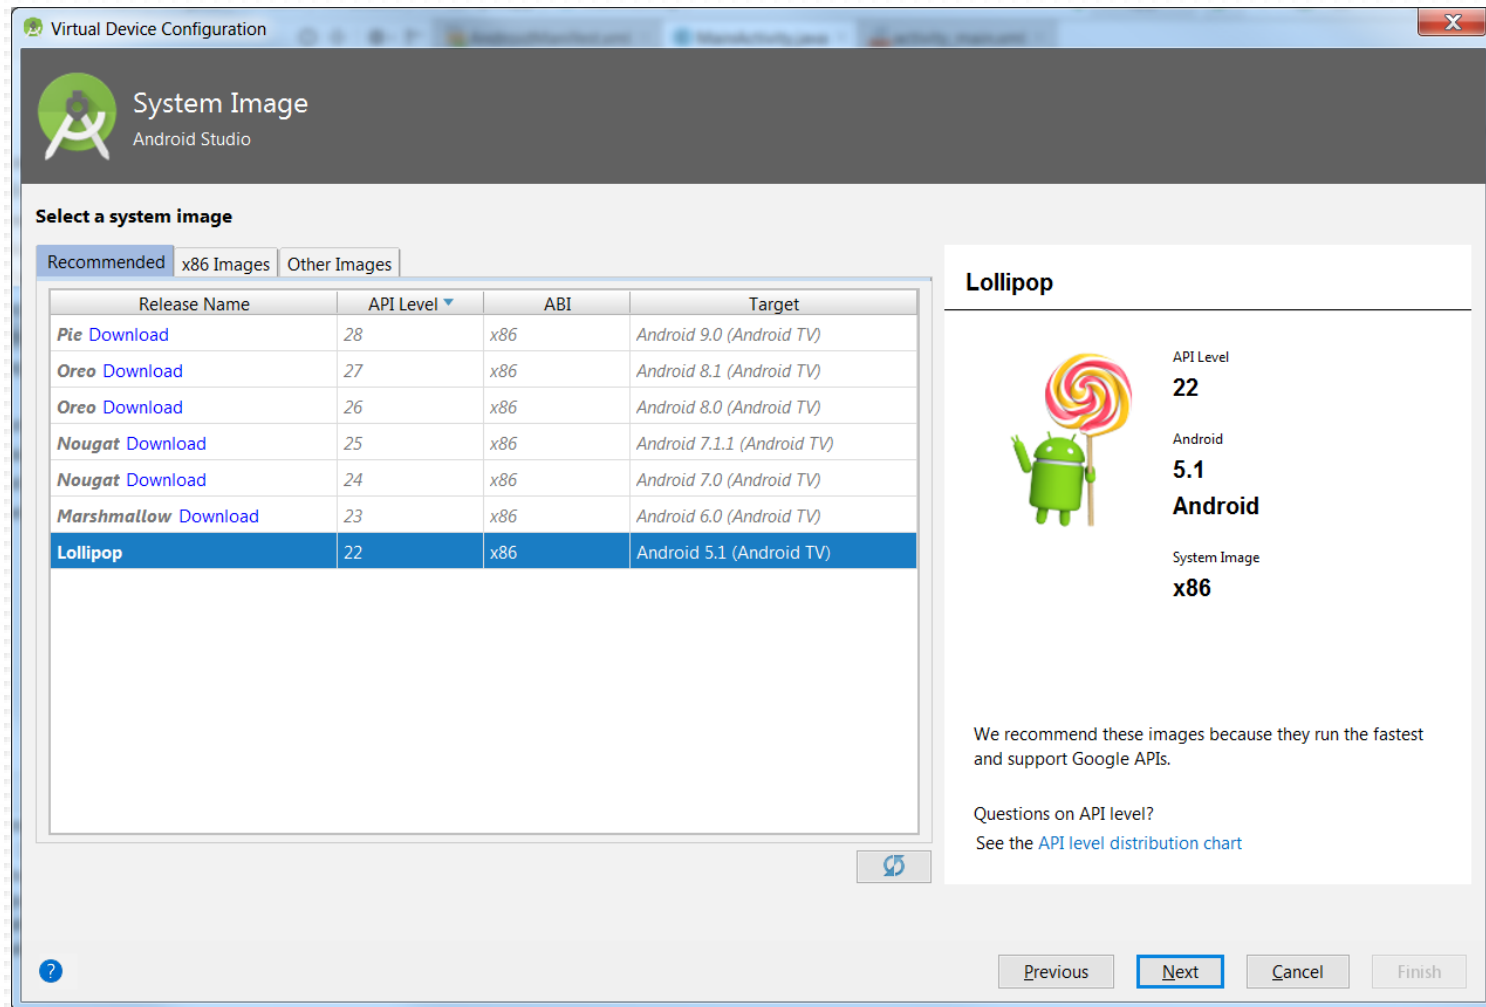 Virtual Device Configuration
AndroidManifest.xml MainActivity.java activity_main.xml
System Image
Android Studio
Select a system image
Recommended x86 Images Other Images
Release Name API Level ABI Target
Pie Download 28 x86 Android 9.0 (Android TV)
Oreo Download 27 x86 Android 8.1 (Android TV)
Oreo Download 26 x86 Android 8.0 (Android TV)
Nougat Download 25 x86 Android 7.1.1 (Android TV)
Nougat Download 24 x86 Android 7.0 (Android TV)
Marshmallow Download 23 x86 Android 6.0 (Android TV)
Lollipop 22 x86 Android 5.1 (Android TV)
Lollipop
API Level
22
Android
5.1
Android
System Image
x86
We recommend these images because they run the fastest
and support Google APIs.
Questions on API level?
See the API level distribution chart
? Previous Next Cancel Finish